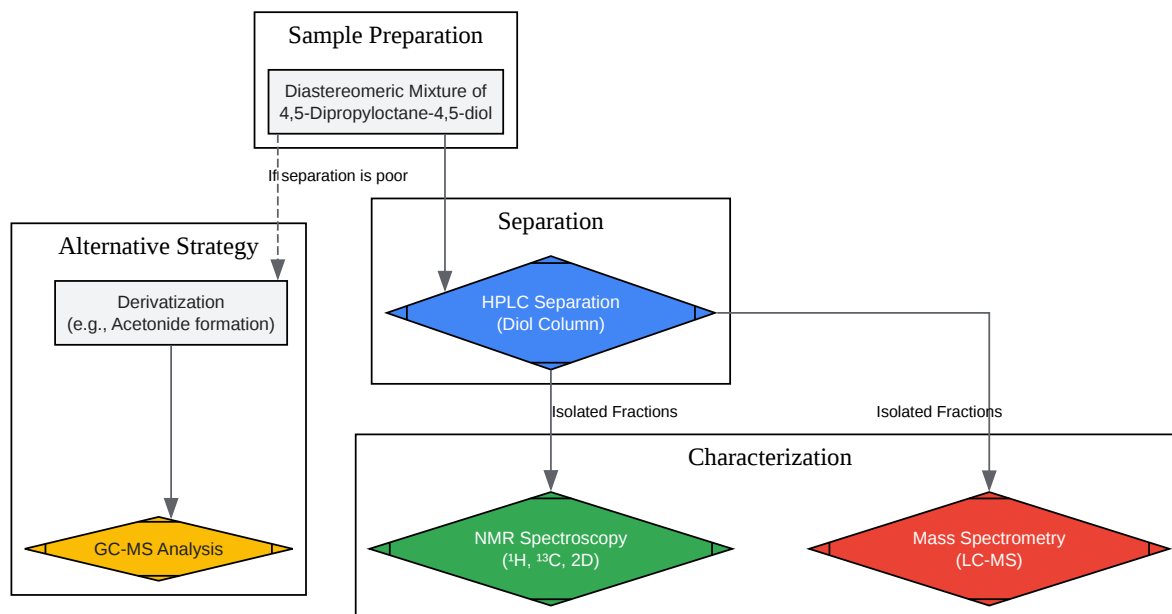 Sample Preparation
Diastereomeric Mixture of
4,5-Dipropyloctane-4,5-diol
If separation is poor
Separation
Alternative Strategy
HPLC Separation
(Diol Column)
Derivatization
(e.g., Acetonide formation)
Isolated Fractions
Isolated Fractions
Characterization
GC-MS Analysis
NMR Spectroscopy
(¹H, ¹³C, 2D)
Mass Spectrometry
(LC-MS)